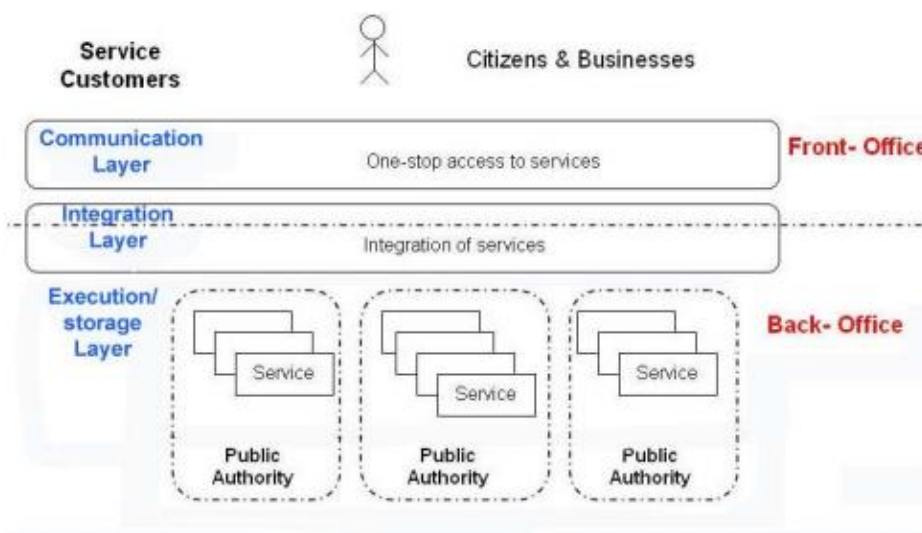 Service
Customers
Citizens & Businesses
Communication
Layer
One-stop access to services
Front- Office
Integration
Layer
Integration of services
Execution/
storage
Layer
Back- Office
Service
Service
Service
Public
Authority
Public
Authority
Public
Authority